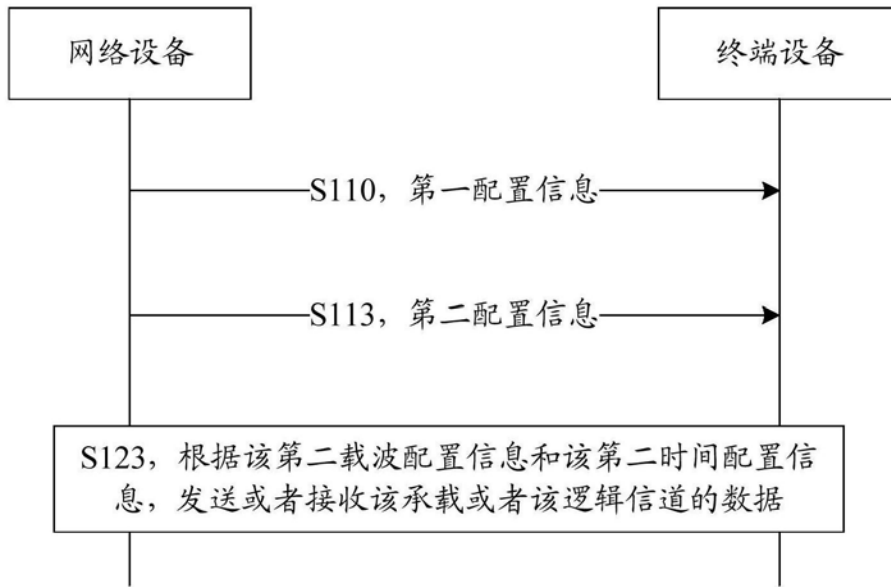 网络设备
终端设备
S110，第一配置信息
S113，第二配置信息
S123，根据该第二载波配置信息和该第二时间配置信
息，发送或者接收该承载或者该逻辑信道的数据